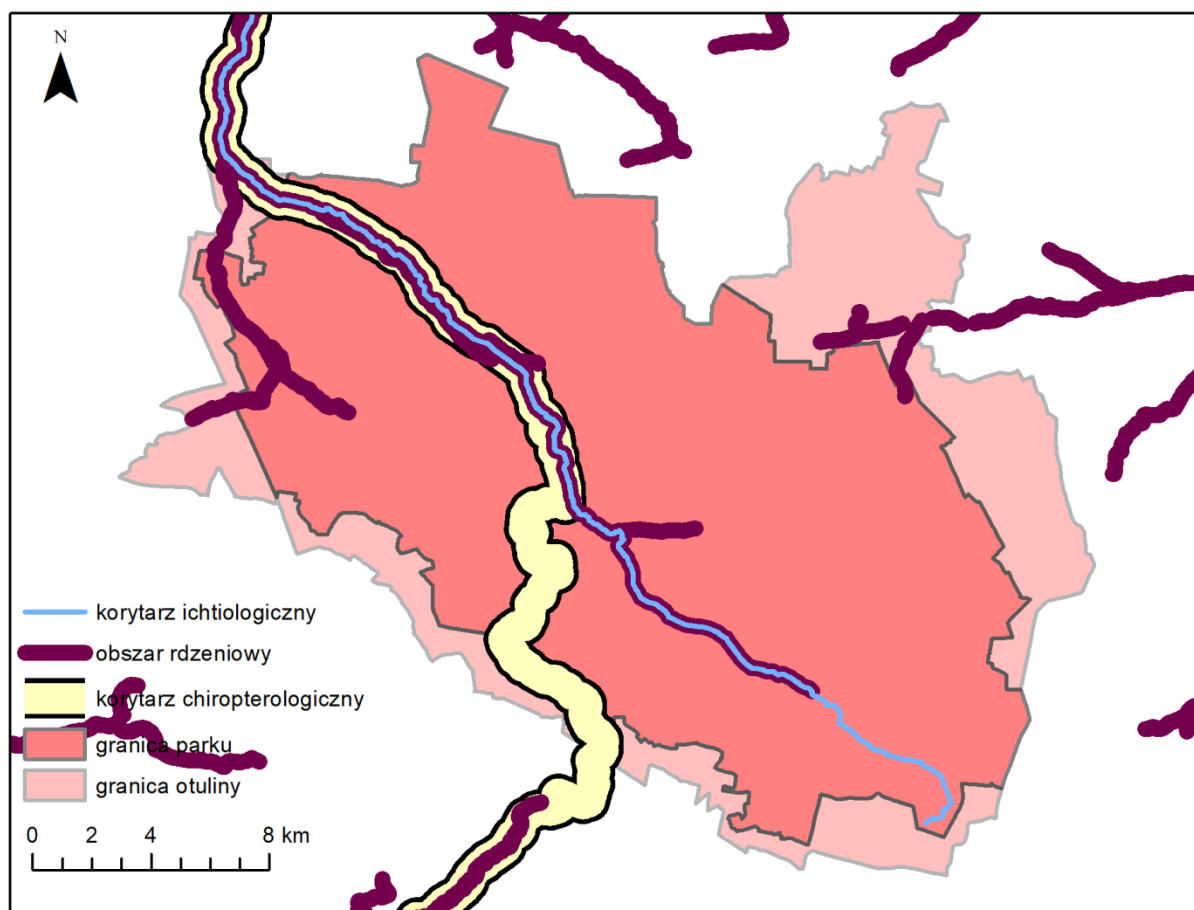 N
korytarz ichtiologiczny
obszar rdzeniowy
korytarz chiropterologiczny
granica parku
granica otuliny
0 2 4 8 km